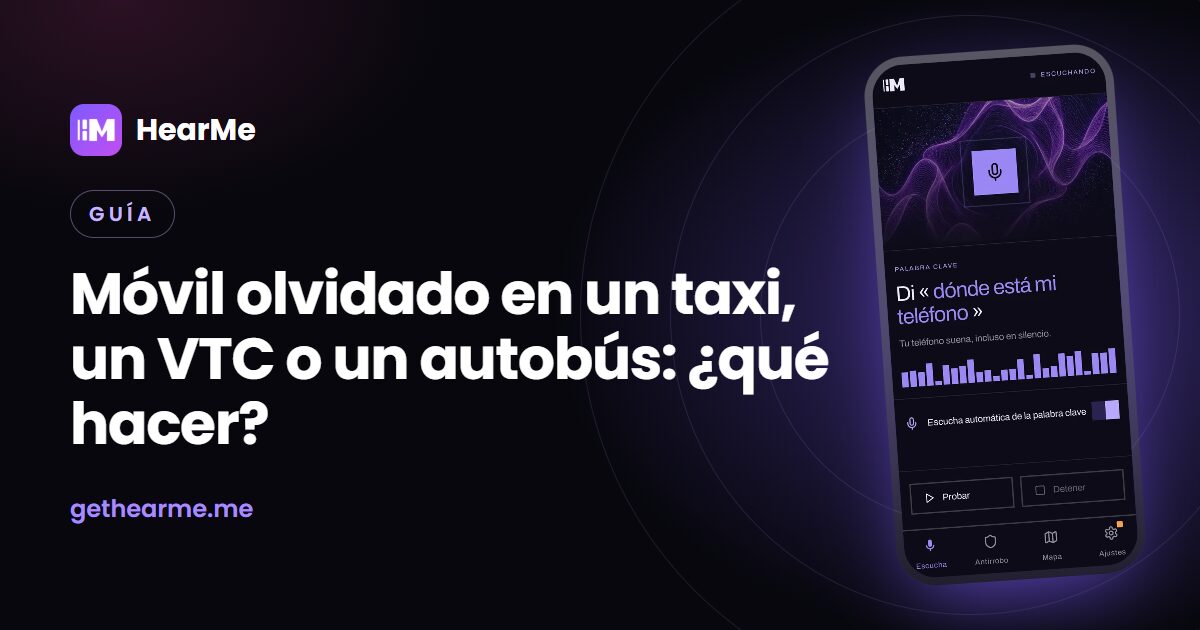 HearMe
GUÍA
Móvil olvidado en un taxi,
un VTC o un autobús: ¿qué
hacer?
gethearme.me
ESCUCHANDO
PALABRA CLAVE
Di « dónde está mi
teléfono »
Tu teléfono suena, incluso en silencio.
Escucha automática de la palabra clave
Probar
Detener
Escucha
Antirrobo
Mapa
Ajustes